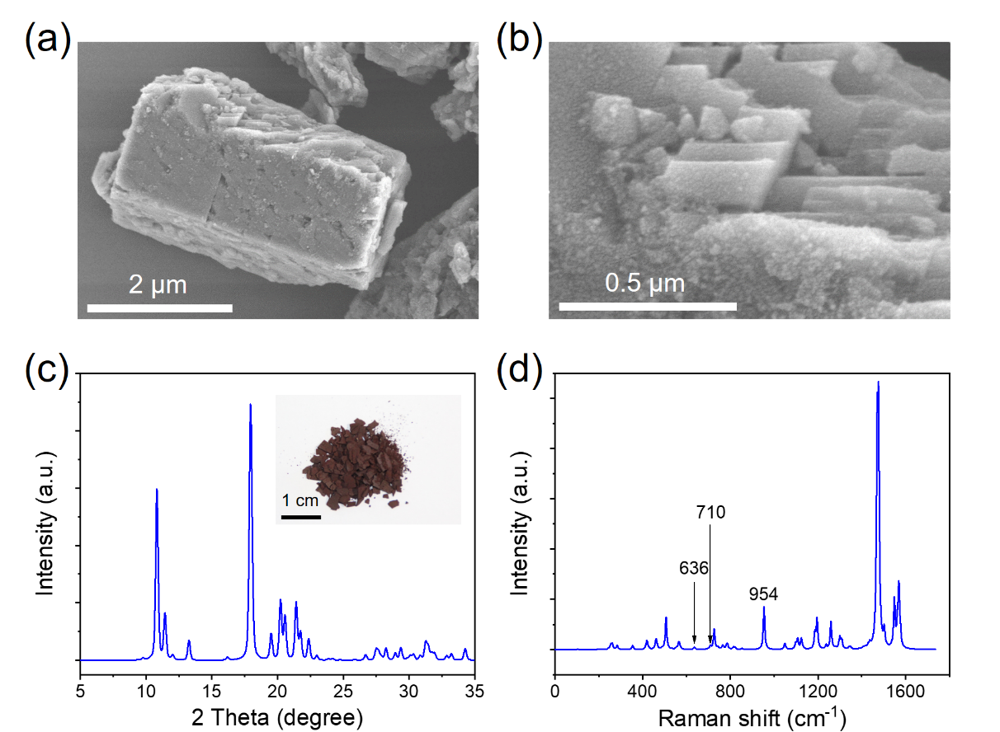 (a)
2 µm
(b)
0.5 µm
(c)
Intensity (a.u.)
1 cm
5 10 15 20 25 30 35
2 Theta (degree)
(d)
Intensity (a.u.)
710
636
954
0 400 800 1200 1600
Raman shift (cm⁻¹)